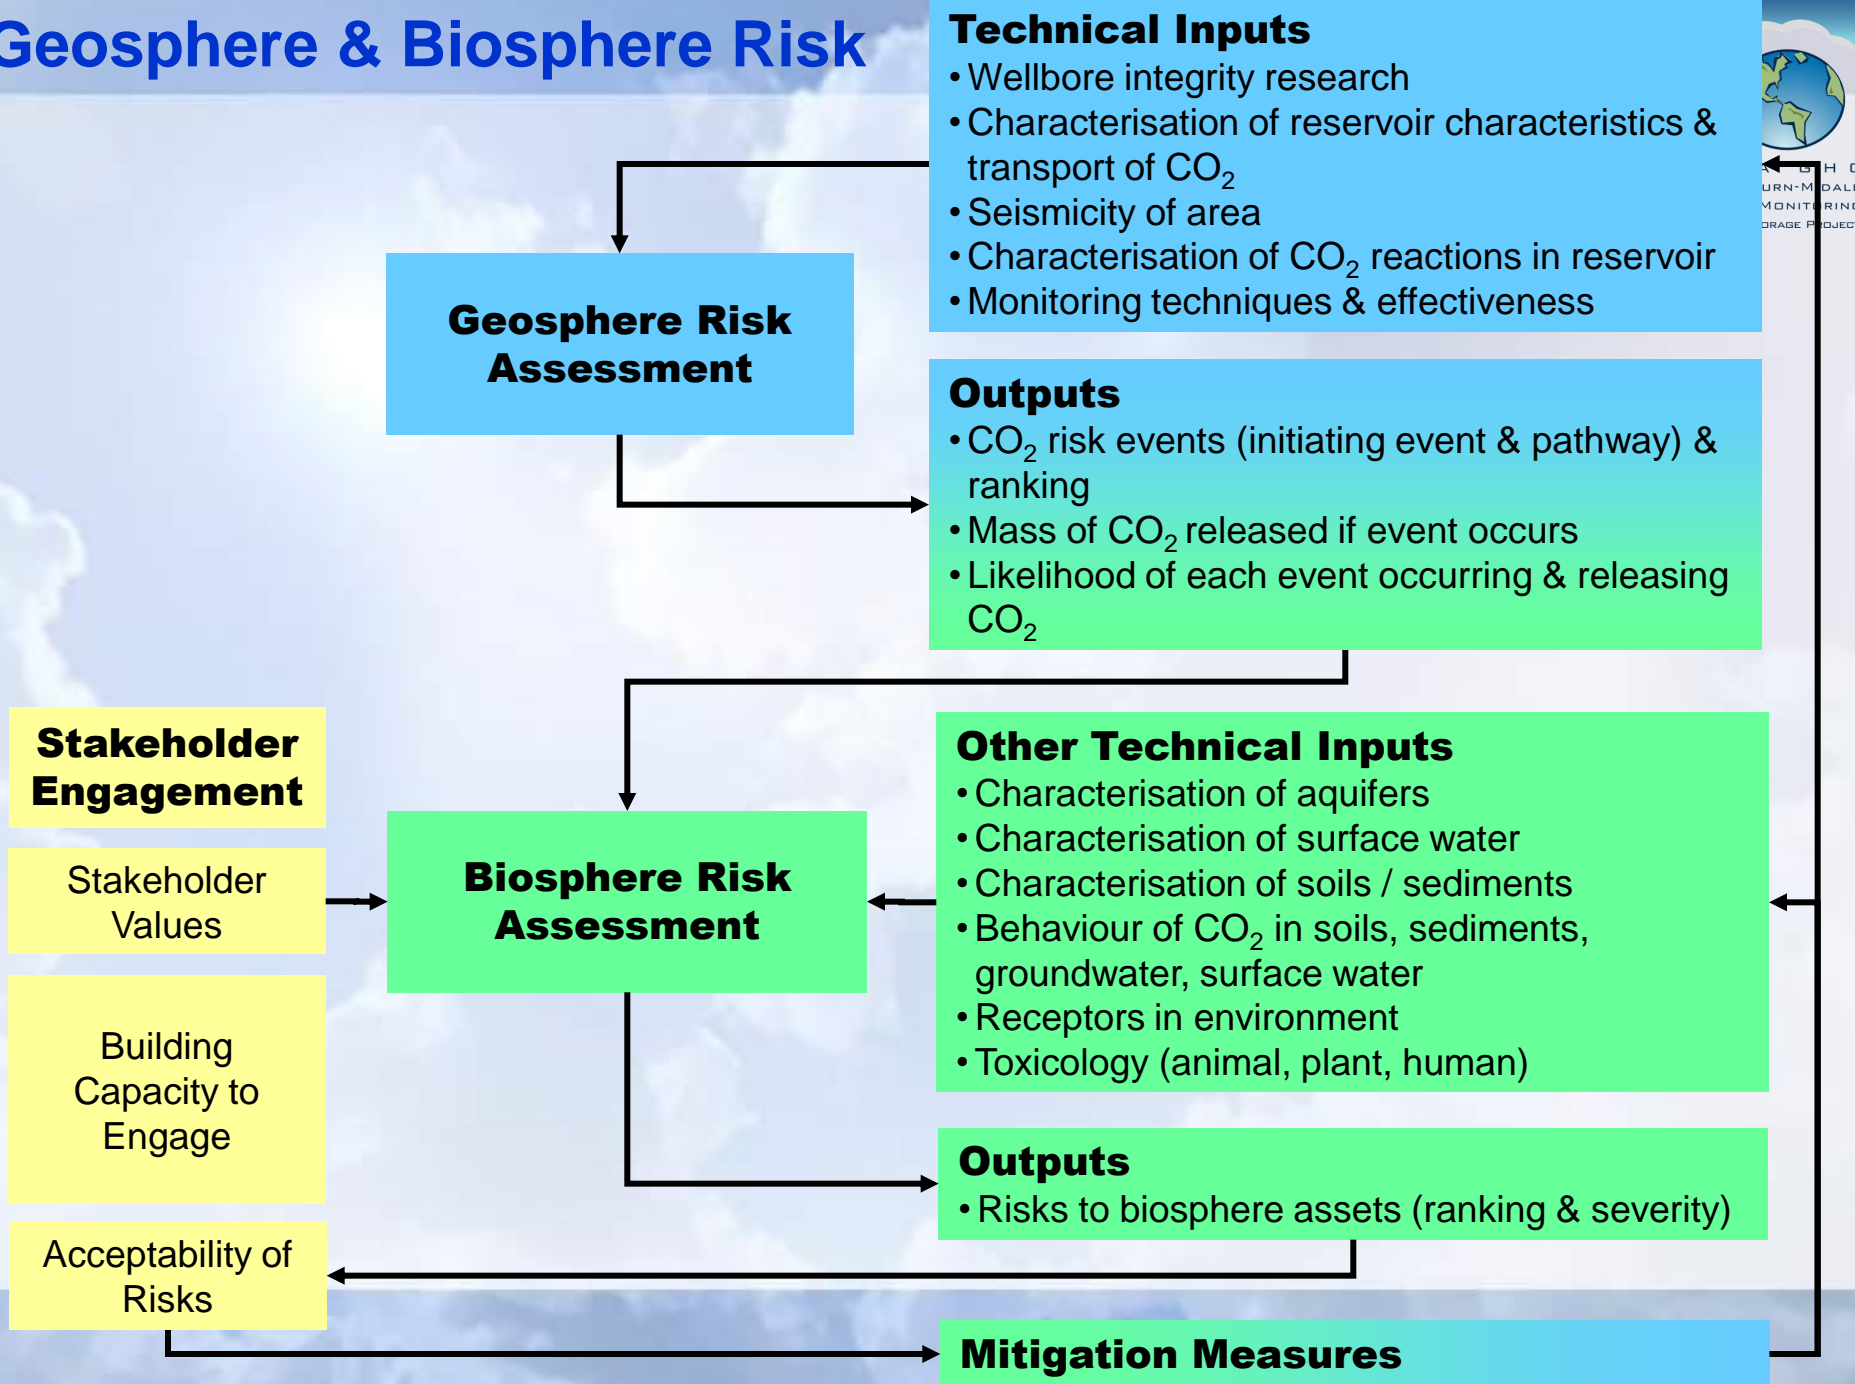 Geosphere & Biosphere Risk
Technical Inputs
• Wellbore integrity research
• Characterisation of reservoir characteristics &
transport of CO₂
• Seismicity of area
• Characterisation of CO₂ reactions in reservoir
• Monitoring techniques & effectiveness
Geosphere Risk
Assessment
Outputs
• CO₂ risk events (initiating event & pathway) &
ranking
• Mass of CO₂ released if event occurs
• Likelihood of each event occurring & releasing
CO₂
Stakeholder
Engagement
Stakeholder
Values
Building
Capacity to
Engage
Acceptability of
Risks
Biosphere Risk
Assessment
Other Technical Inputs
• Characterisation of aquifers
• Characterisation of surface water
• Characterisation of soils / sediments
• Behaviour of CO₂ in soils, sediments,
groundwater, surface water
• Receptors in environment
• Toxicology (animal, plant, human)
Outputs
• Risks to biosphere assets (ranking & severity)
Mitigation Measures